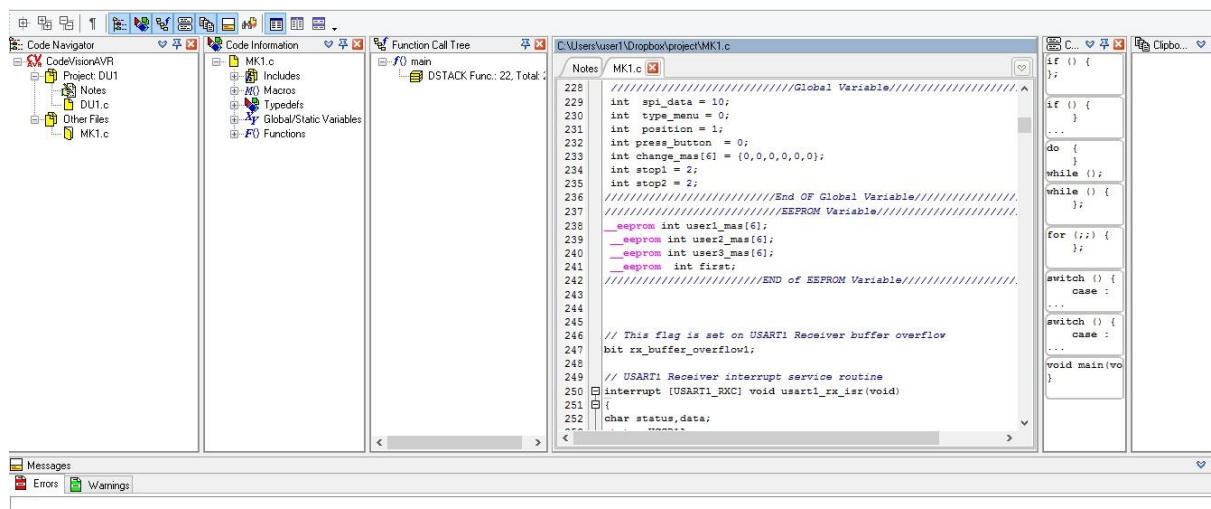 Code Navigator
CodeVisionAVR
Project: DU1
Notes
DU1.c
Other Files
MK1.c
Code Information
MK1.c
Includes
M() Macros
Typedefs
Xy Global/Static Variables
F() Functions
Function Call Tree
f() main
DSTACK Func.: 22, Total: 2
C:\Users\user1\Dropbox\project\MK1.c
Notes MK1.c
228 /////////////////////////////Global Variable////////////////////
229 int  spi_data = 10;
230 int  type_menu = 0;
231 int  position = 1;
232 int press_button  = 0;
233 int change_mas[6] = {0,0,0,0,0,0};
234 int stop1 = 2;
235 int stop2 = 2;
236 ///////////////////////////End OF Global Variable////////////////
237 ////////////////////////////EEPROM Variable//////////////////////
238 __eeprom int user1_mas[6];
239 __eeprom int user2_mas[6];
240 __eeprom int user3_mas[6];
241 __eeprom  int first;
242 /////////////////////////END of EEPROM Variable//////////////////
243
244
245
246 // This flag is set on USART1 Receiver buffer overflow
247 bit rx_buffer_overflow1;
248
249 // USART1 Receiver interrupt service routine
250 interrupt [USART1_RXC] void usart1_rx_isr(void)
251 {
252 char status,data;
C...
if () {
};
if () {
}
...
do {
}
while ();
while () {
};
for (;;) {
};
switch () {
case :
...
switch () {
case :
...
void main(vo
}
Clipbo...
Messages
Errors Warnings